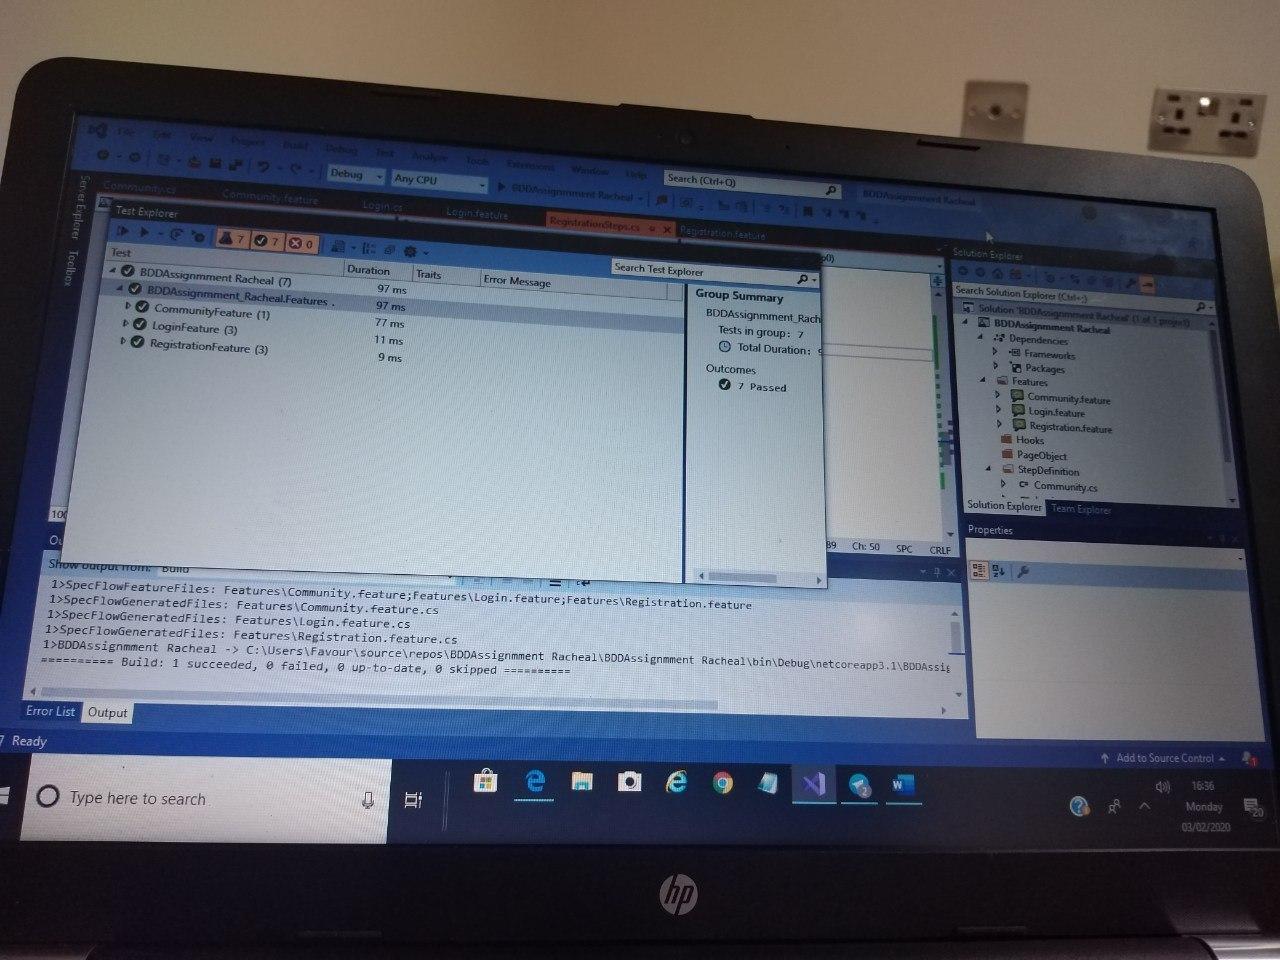 File Edit View Project Build Debug Test Analyze Tools Extensions Window Help Search (Ctrl+Q) BDDAssignmment Racheal
Debug Any CPU BDDAssignmment Racheal
Server Explorer
Toolbox
Community.cs Community.feature Login.cs Login.feature RegistrationSteps.cs Registration.feature
Test Explorer
7 7 0
Search Test Explorer
Test Duration Traits Error Message
BDDAssignmment Racheal (7) 97 ms
BDDAssignmment_Racheal.Features . 97 ms
CommunityFeature (1) 77 ms
LoginFeature (3) 11 ms
RegistrationFeature (3) 9 ms
Group Summary
BDDAssignmment_Rach
Tests in group: 7
Total Duration: 9
Outcomes
7 Passed
Solution Explorer
Search Solution Explorer (Ctrl+;)
Solution 'BDDAssignmment Racheal' (1 of 1 project)
BDDAssignmment Racheal
Dependencies
Frameworks
Packages
Features
Community.feature
Login.feature
Registration.feature
Hooks
PageObject
StepDefinition
Community.cs
Solution Explorer Team Explorer
Properties
89 Ch: 50 SPC CRLF
Show output from: Build
1>SpecFlowFeatureFiles: Features\Community.feature;Features\Login.feature;Features\Registration.feature
1>SpecFlowGeneratedFiles: Features\Community.feature.cs
1>SpecFlowGeneratedFiles: Features\Login.feature.cs
1>SpecFlowGeneratedFiles: Features\Registration.feature.cs
1>BDDAssignmment Racheal -> C:\Users\Favour\source\repos\BDDAssignmment Racheal\BDDAssignmment Racheal\bin\Debug\netcoreapp3.1\BDDAssig
========== Build: 1 succeeded, 0 failed, 0 up-to-date, 0 skipped ==========
Error List Output
Ready
Add to Source Control
1
Type here to search
2
W
16:36
Monday
03/02/2020
20
hp